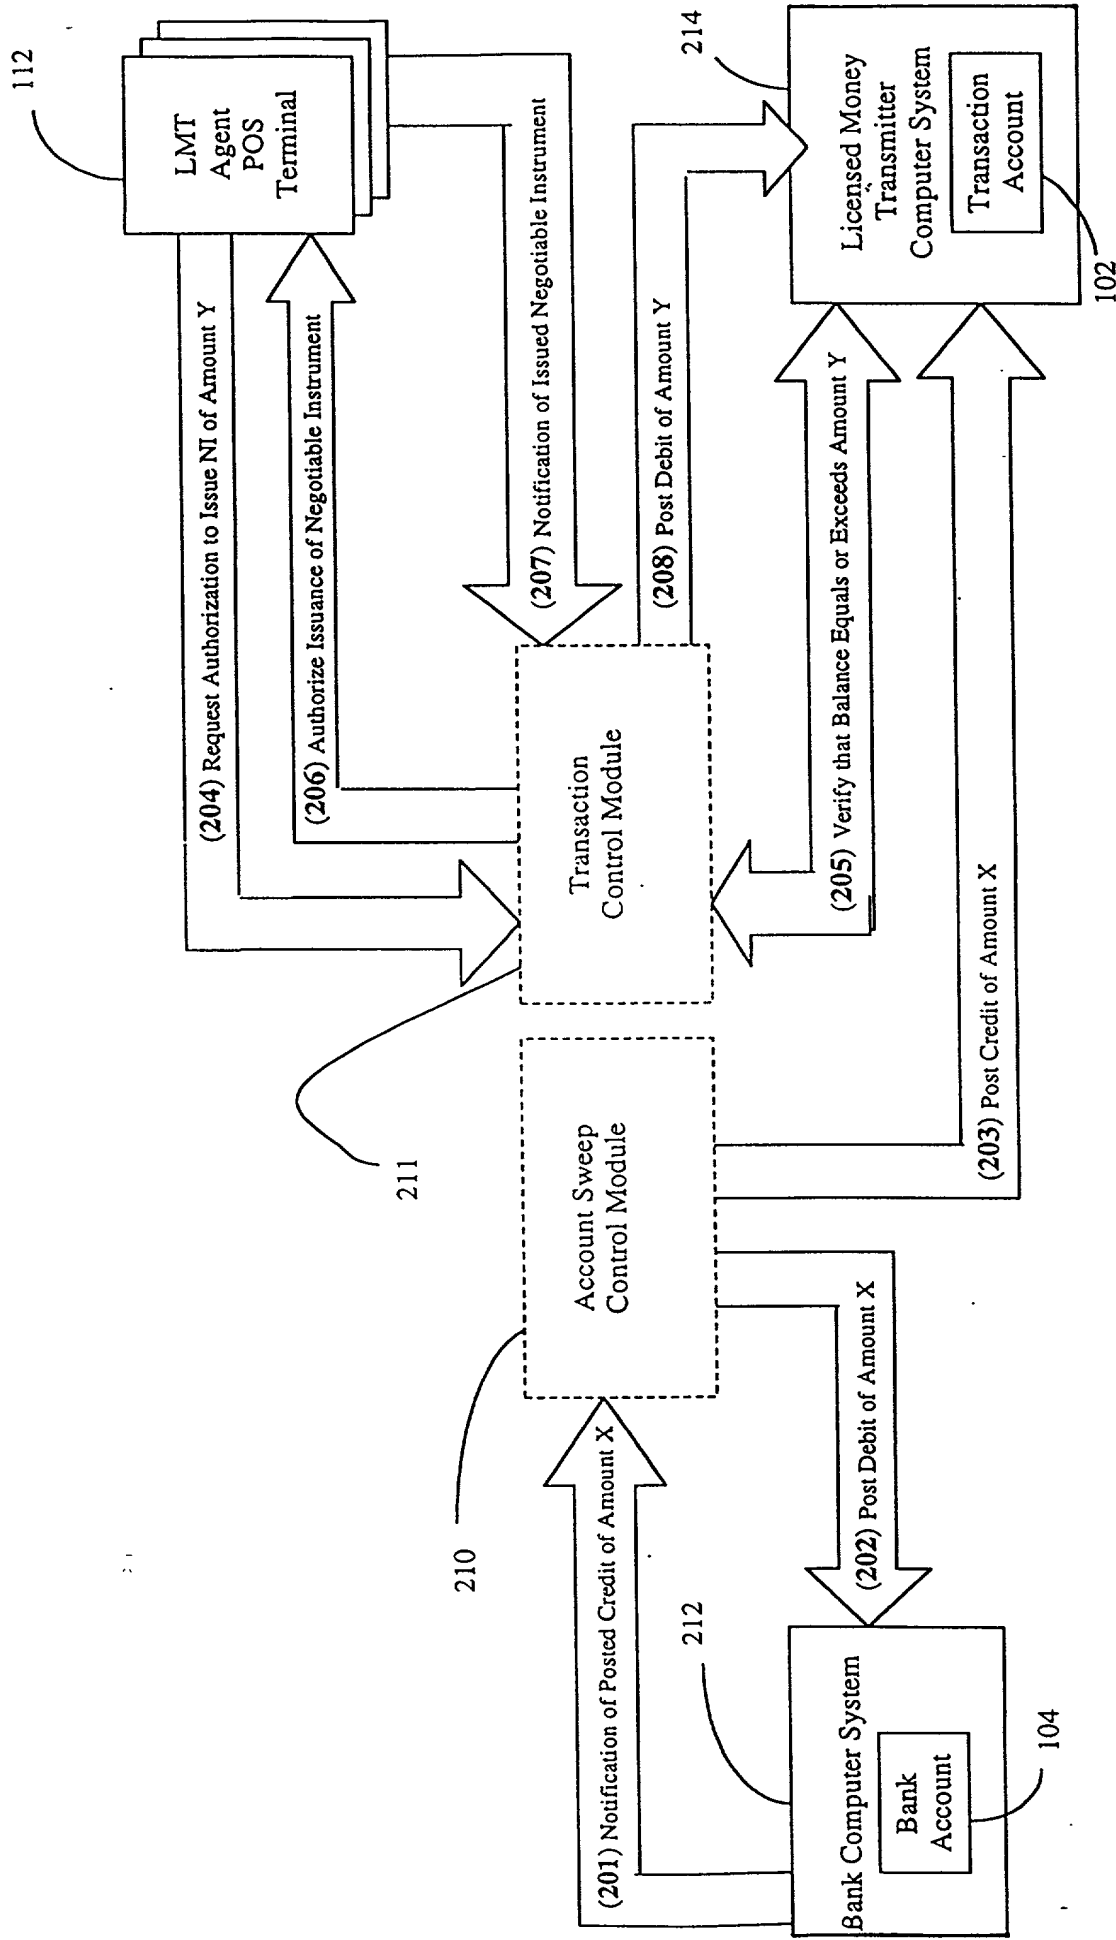 112
LMT
Agent
POS
Terminal
(204) Request Authorization to Issue NI of Amount Y
(206) Authorize Issuance of Negotiable Instrument
(207) Notification of Issued Negotiable Instrument
(208) Post Debit of Amount Y
214
Licensed Money
Transmitter
Computer System
Transaction
Account
102
(205) Verify that Balance Equals or Exceeds Amount Y
(203) Post Credit of Amount X
Transaction
Control Module
211
Account Sweep
Control Module
210
(201) Notification of Posted Credit of Amount X
(202) Post Debit of Amount X
212
Bank Computer System
Bank
Account
104